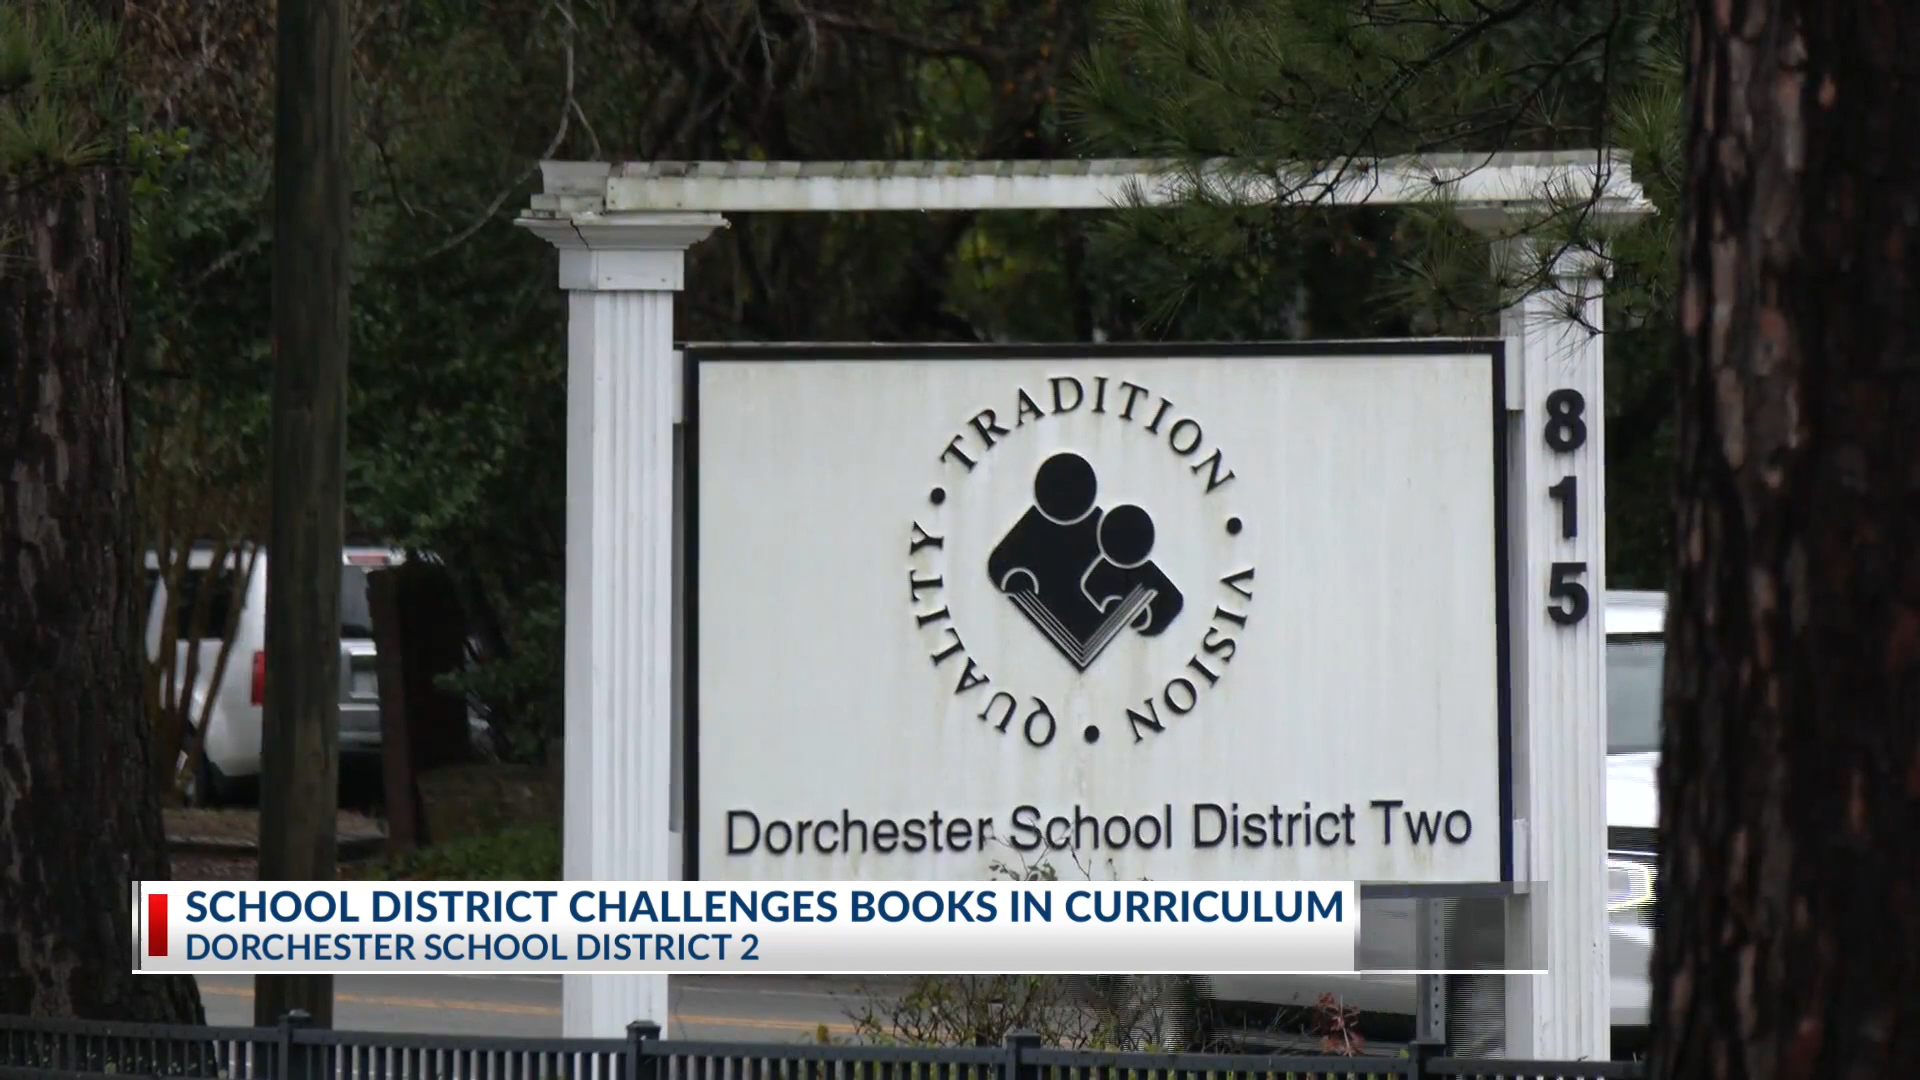 QUALITY • TRADITION • VISION •
815
Dorchester School District Two
SCHOOL DISTRICT CHALLENGES BOOKS IN CURRICULUM
DORCHESTER SCHOOL DISTRICT 2